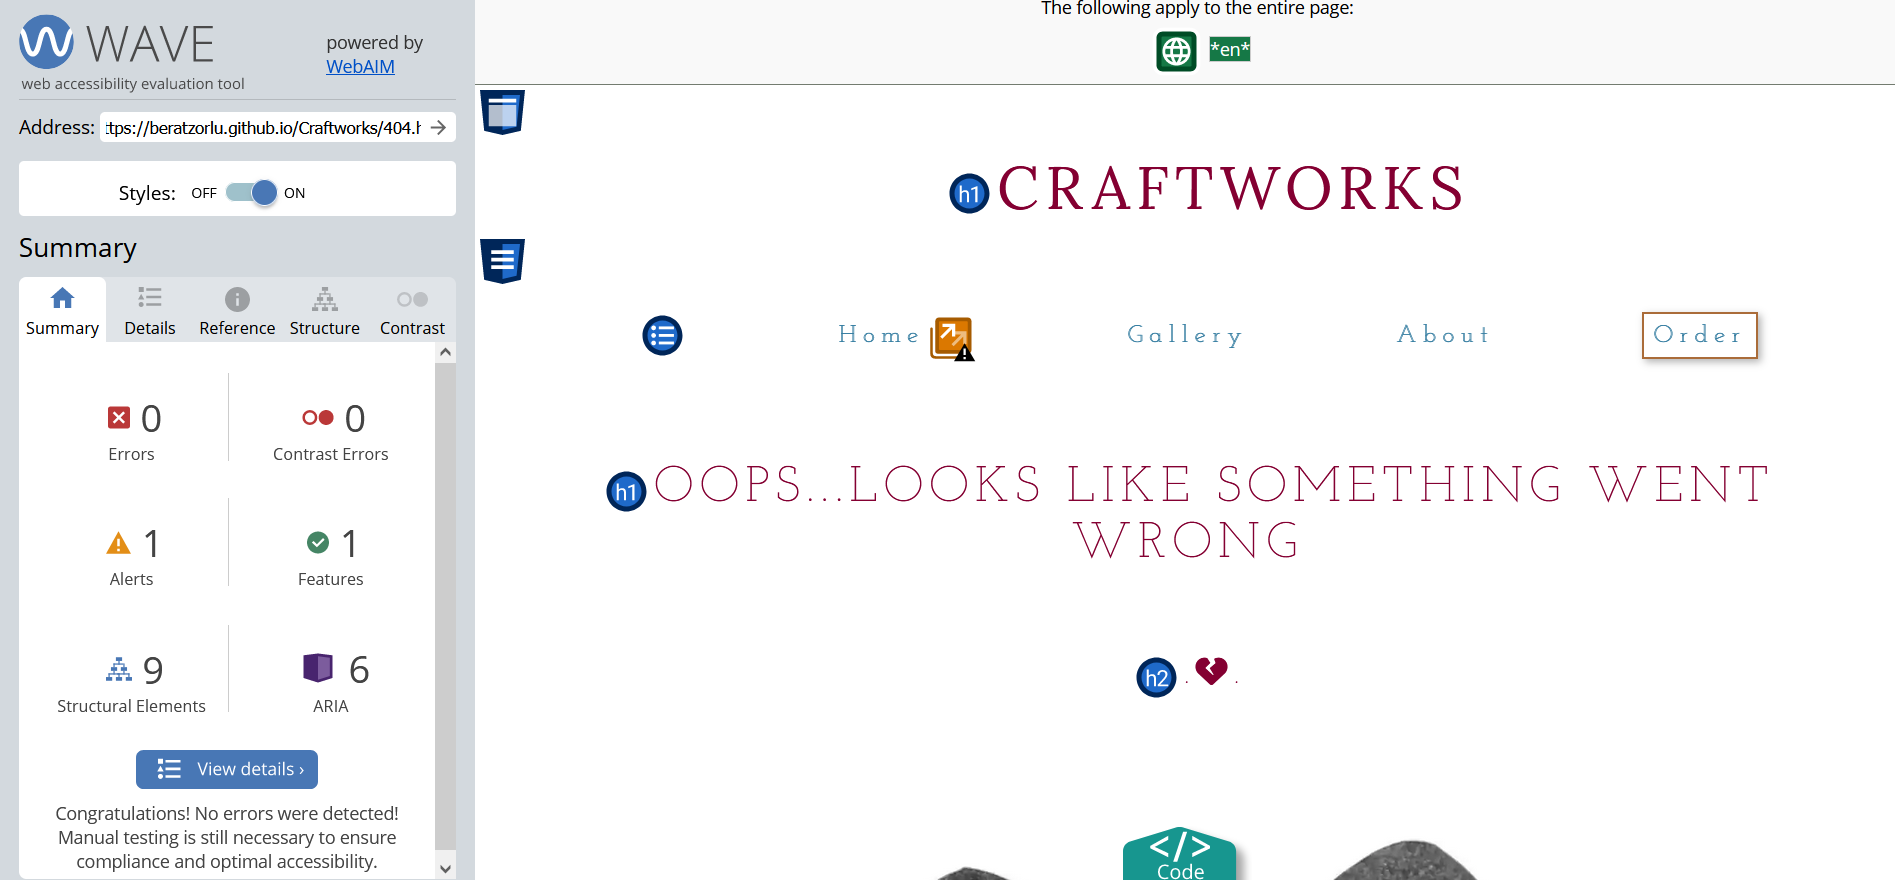 WAVE
web accessibility evaluation tool
powered by
WebAIM
Address: ttps://beratzorlu.github.io/Craftworks/404.h
Styles: OFF ON
Summary
Summary Details Reference Structure Contrast
0 Errors
0 Contrast Errors
1 Alerts
1 Features
9 Structural Elements
6 ARIA
View details ›
Congratulations! No errors were detected!
Manual testing is still necessary to ensure
compliance and optimal accessibility.
The following apply to the entire page:
*en*
h1 CRAFTWORKS
Home Gallery About Order
h1 OOPS...LOOKS LIKE SOMETHING WENT
WRONG
h2 . .
</>
Code